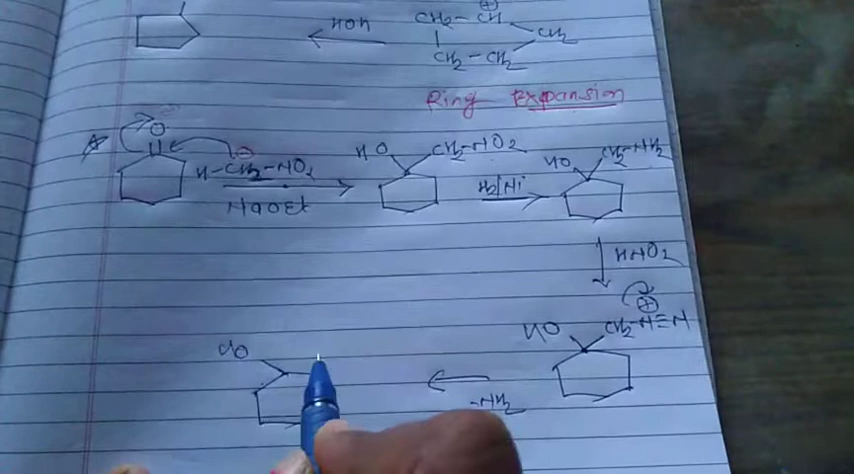 CH₂ – CH ⊕
HOH
CH₂
CH₂ – CH₂
Ring Expansion
O
H-CH₂-NO₂ ⊖
NaOEt
HO CH₂-NO₂
H₂/Ni
HO CH₂-NH₂
HNO₂
HO CH₂-N≡N ⊕
HO
-NH₂